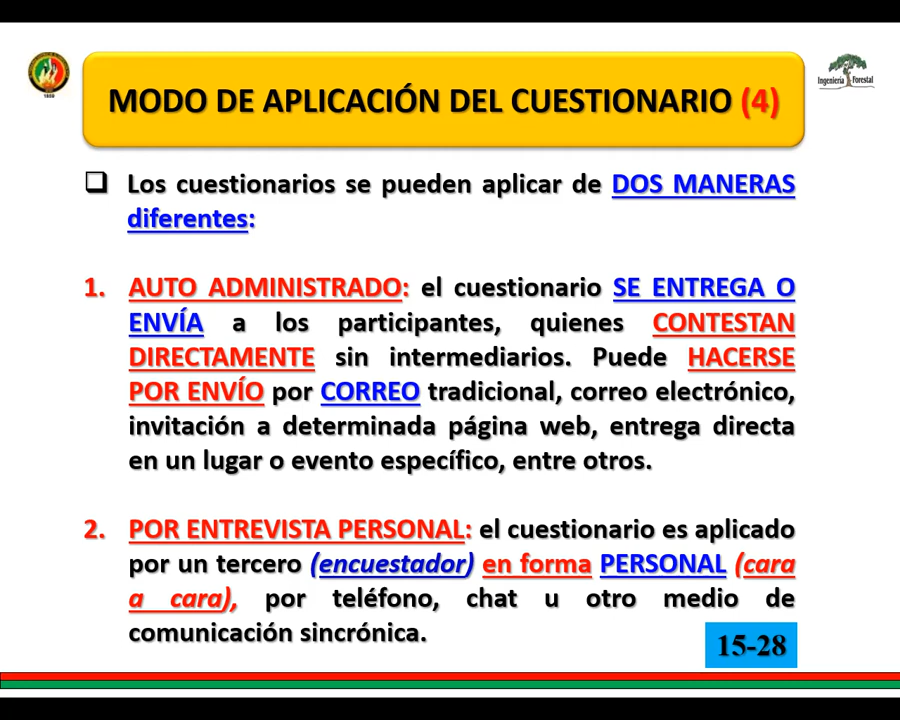 MODO DE APLICACIÓN DEL CUESTIONARIO (4)
1859
Ingeniería Forestal
❑ Los cuestionarios se pueden aplicar de DOS MANERAS
diferentes:
1. AUTO ADMINISTRADO: el cuestionario SE ENTREGA O
ENVÍA a los participantes, quienes CONTESTAN
DIRECTAMENTE sin intermediarios. Puede HACERSE
POR ENVÍO por CORREO tradicional, correo electrónico,
invitación a determinada página web, entrega directa
en un lugar o evento específico, entre otros.
2. POR ENTREVISTA PERSONAL: el cuestionario es aplicado
por un tercero (encuestador) en forma PERSONAL (cara
a cara), por teléfono, chat u otro medio de
comunicación sincrónica.
15-28